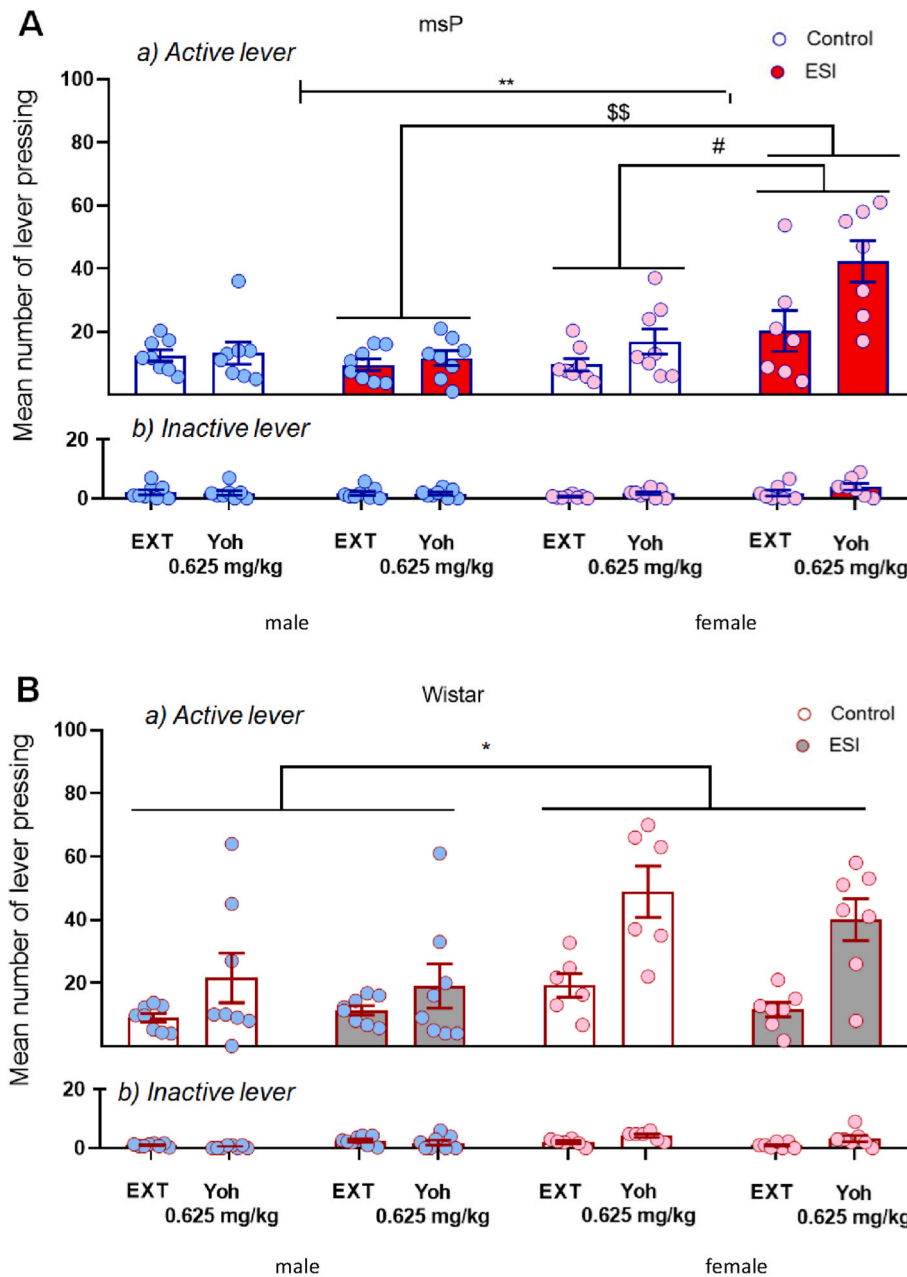 A
msP
a) Active lever
Control
ESI
Mean number of lever pressing
100
80
60
40
20
**
$$
#
b) Inactive lever
20
0
EXT Yoh EXT Yoh EXT Yoh EXT Yoh
0.625 mg/kg 0.625 mg/kg 0.625 mg/kg 0.625 mg/kg
male female
B
Wistar
a) Active lever
Control
ESI
Mean number of lever pressing
100
80
60
40
20
*
b) Inactive lever
20
0
EXT Yoh EXT Yoh EXT Yoh EXT Yoh
0.625 mg/kg 0.625 mg/kg 0.625 mg/kg 0.625 mg/kg
male female